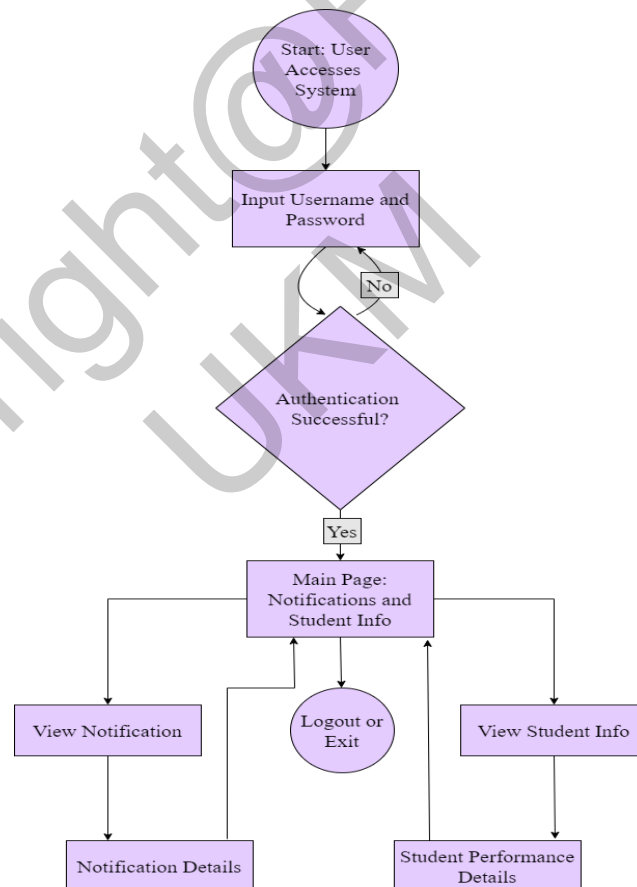 Start: User
Accesses
System
Input Username and
Password
No
Authentication
Successful?
Yes
Main Page:
Notifications and
Student Info
View Notification
Logout or
Exit
View Student Info
Notification Details
Student Performance
Details
UKM